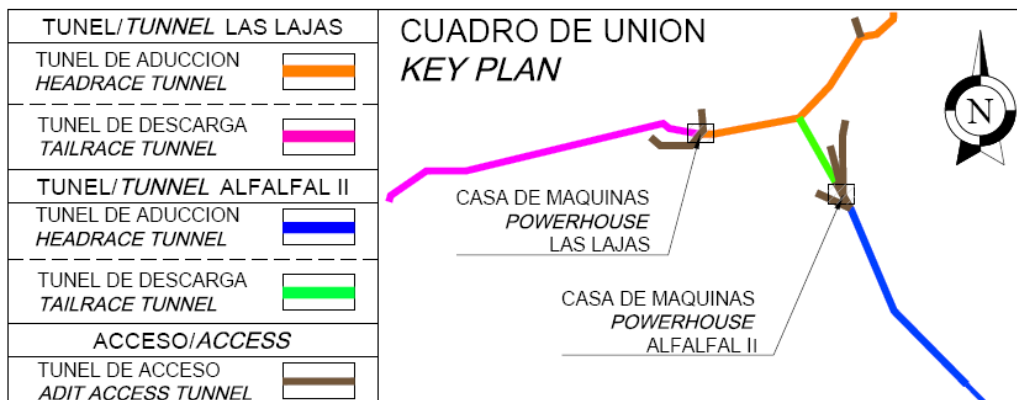 TUNEL/TUNNEL LAS LAJAS
TUNEL DE ADUCCION
HEADRACE TUNNEL
TUNEL DE DESCARGA
TAILRACE TUNNEL
TUNEL/TUNNEL ALFALFAL II
TUNEL DE ADUCCION
HEADRACE TUNNEL
TUNEL DE DESCARGA
TAILRACE TUNNEL
ACCESO/ACCESS
TUNEL DE ACCESO
ADIT ACCESS TUNNEL
CUADRO DE UNION
KEY PLAN
N
CASA DE MAQUINAS
POWERHOUSE
LAS LAJAS
CASA DE MAQUINAS
POWERHOUSE
ALFALFAL II